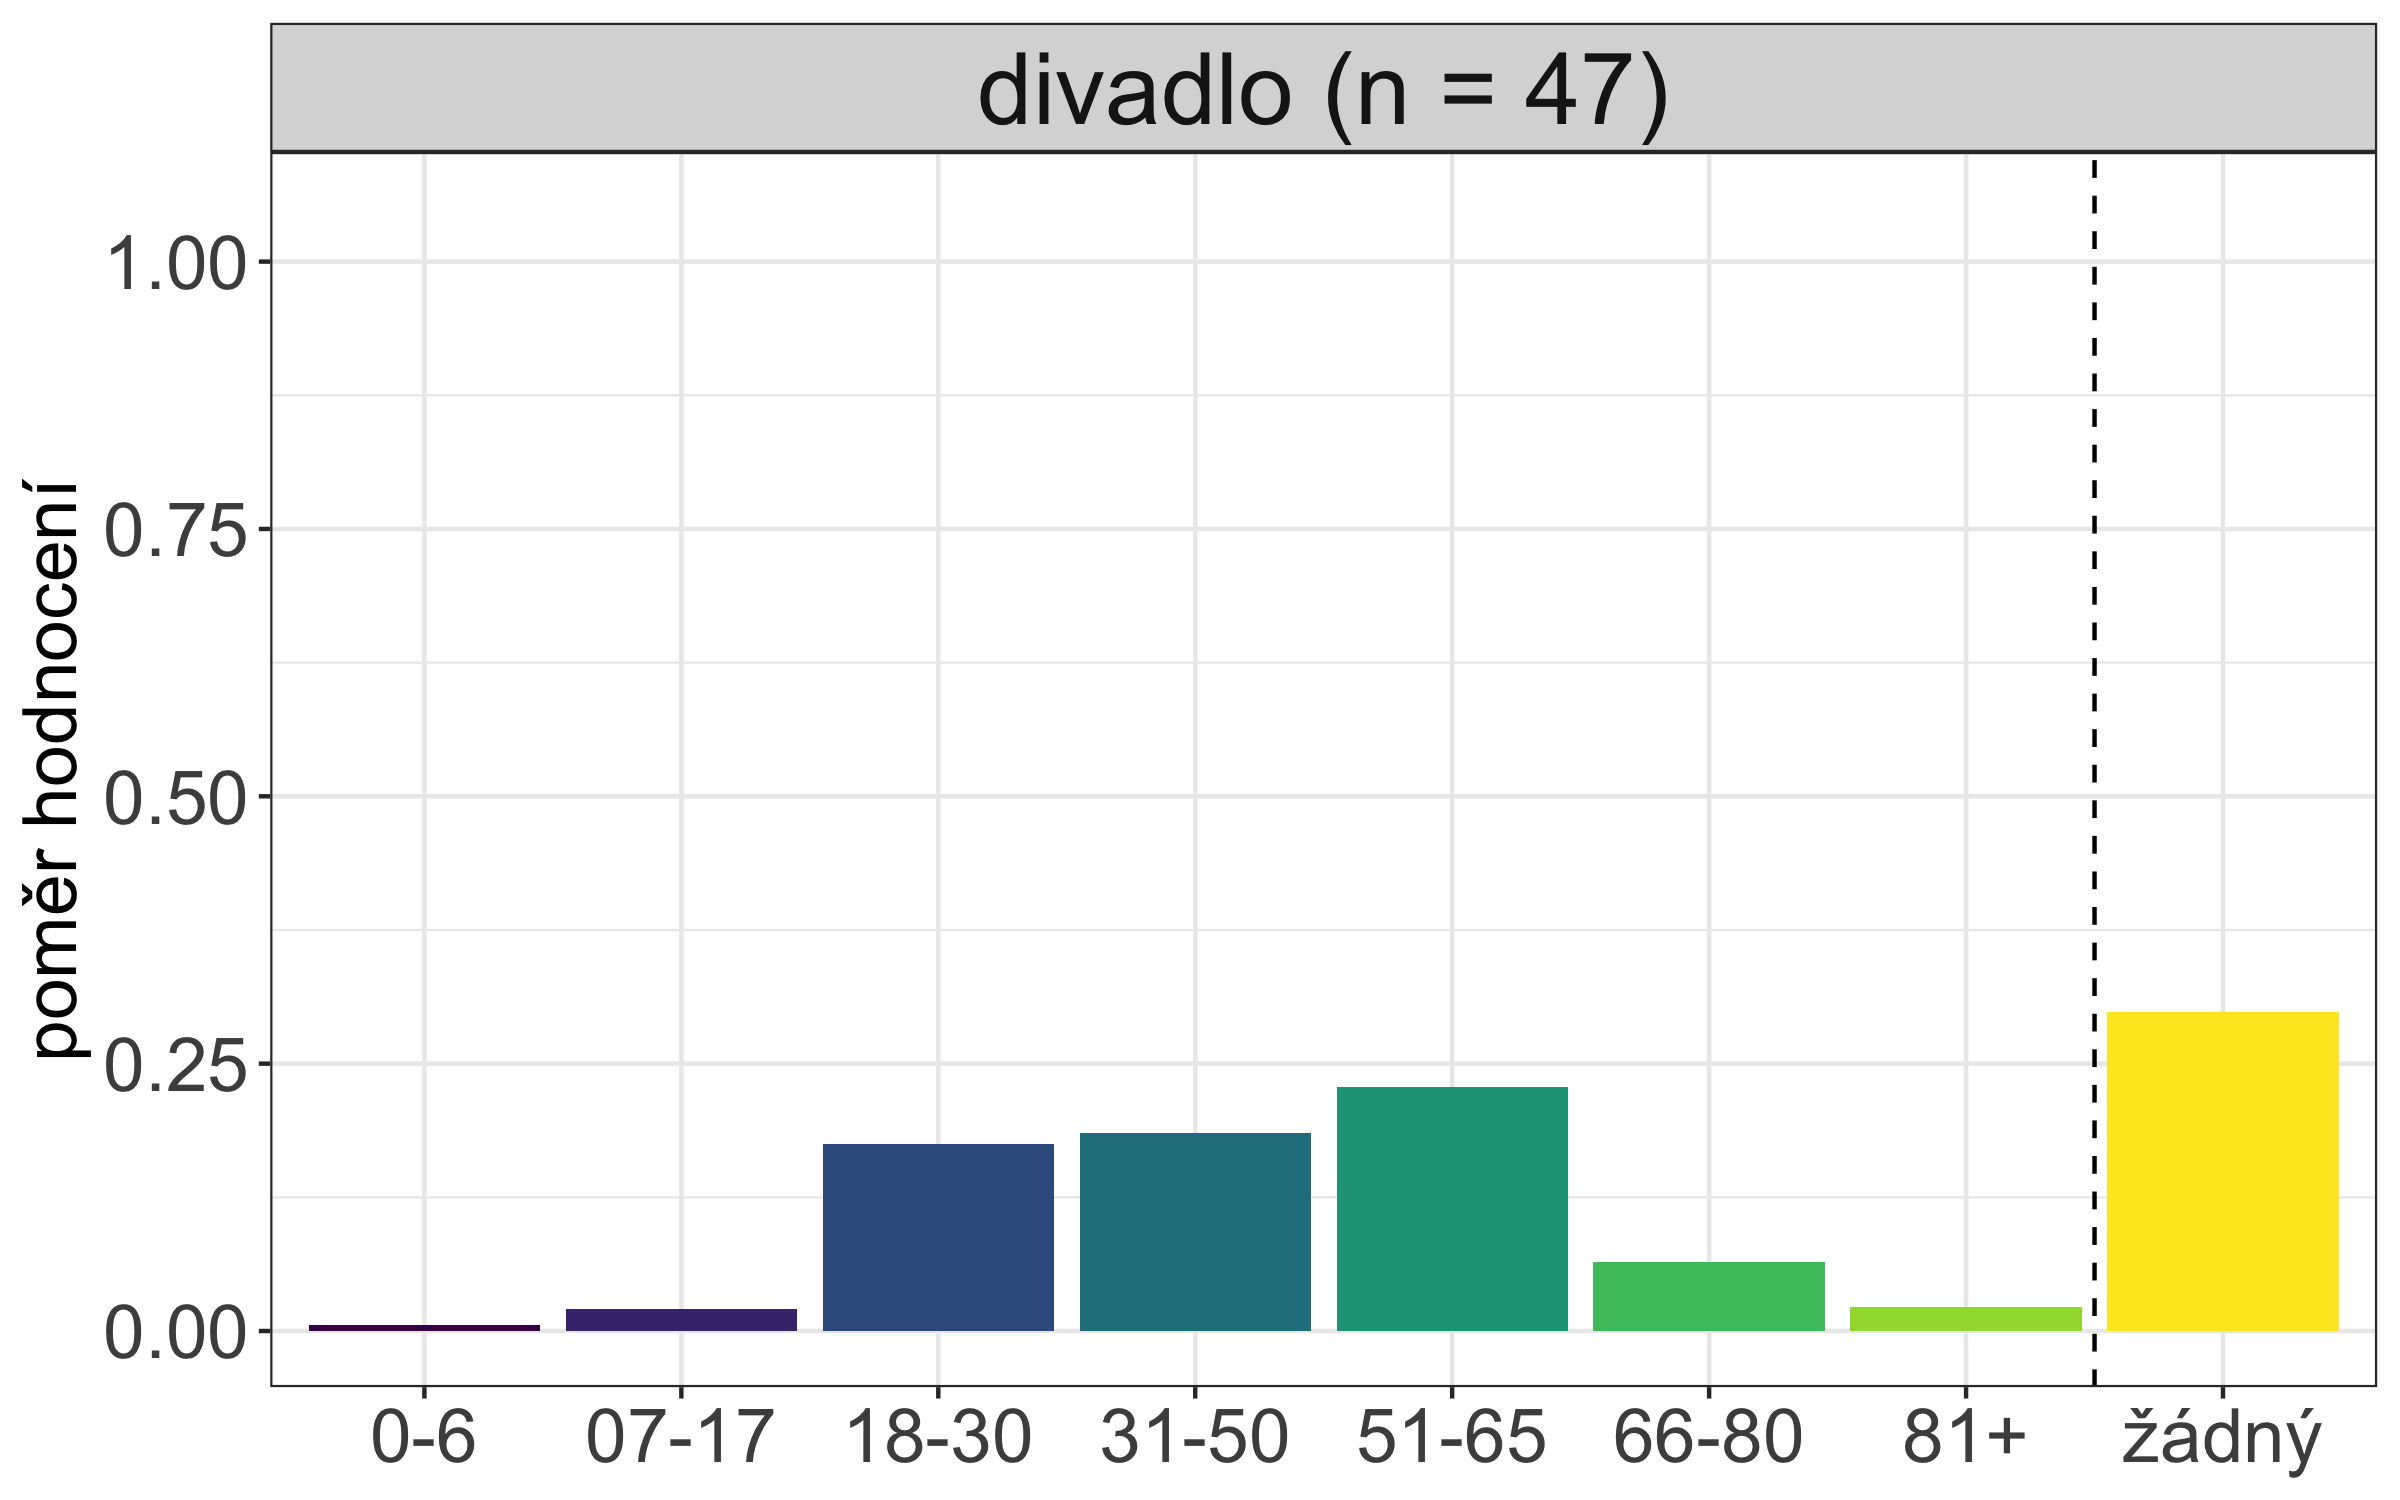 divadlo (n = 47)
poměr hodnocení
1.00
0.75
0.50
0.25
0.00
0-6 07-17 18-30 31-50 51-65 66-80 81+ žádný